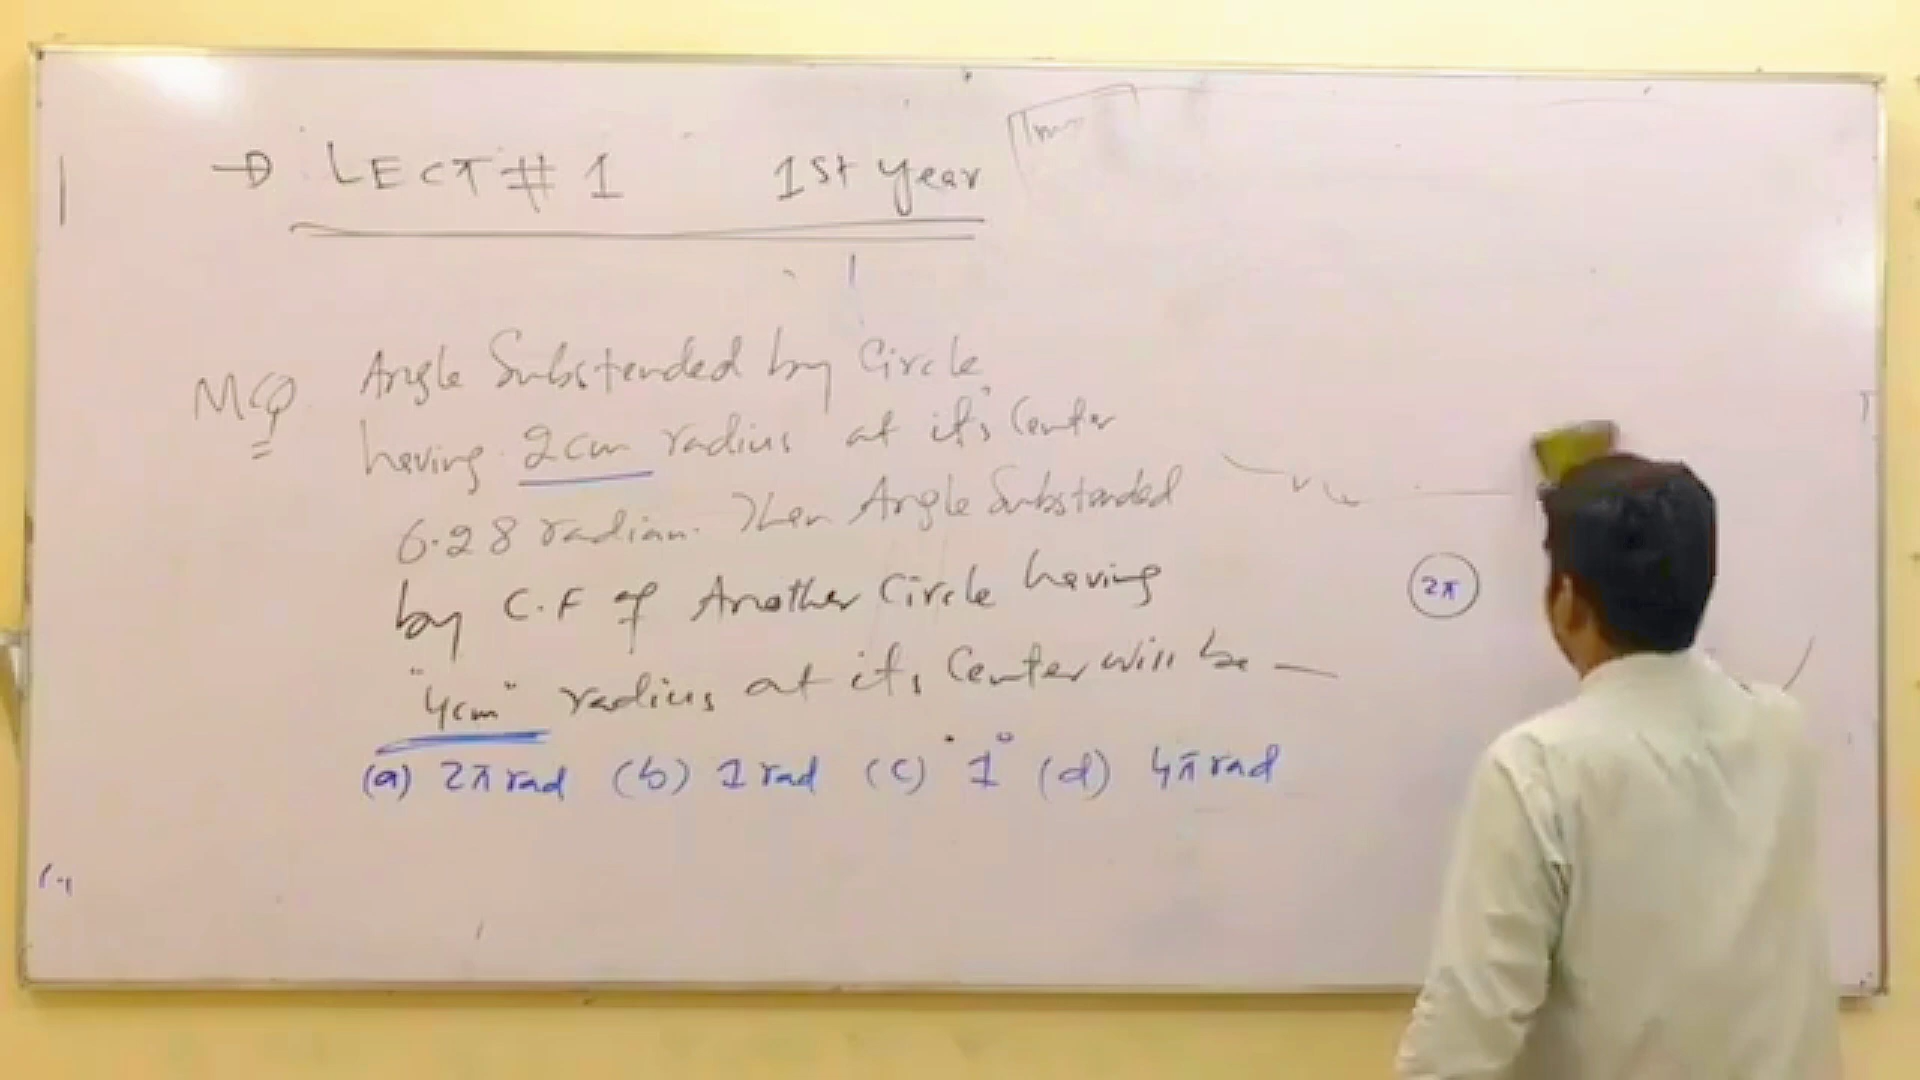 LECT # 1 1st year
MCQ Angle Substended by Circle
having 2cm radius at it's Center
6.28 radian. Then Angle Substended
by C.F of Another Circle having
"4cm" radius at its Center will be —
(a) 2π rad (b) 1 rad (c) 1° (d) 4π rad
2π